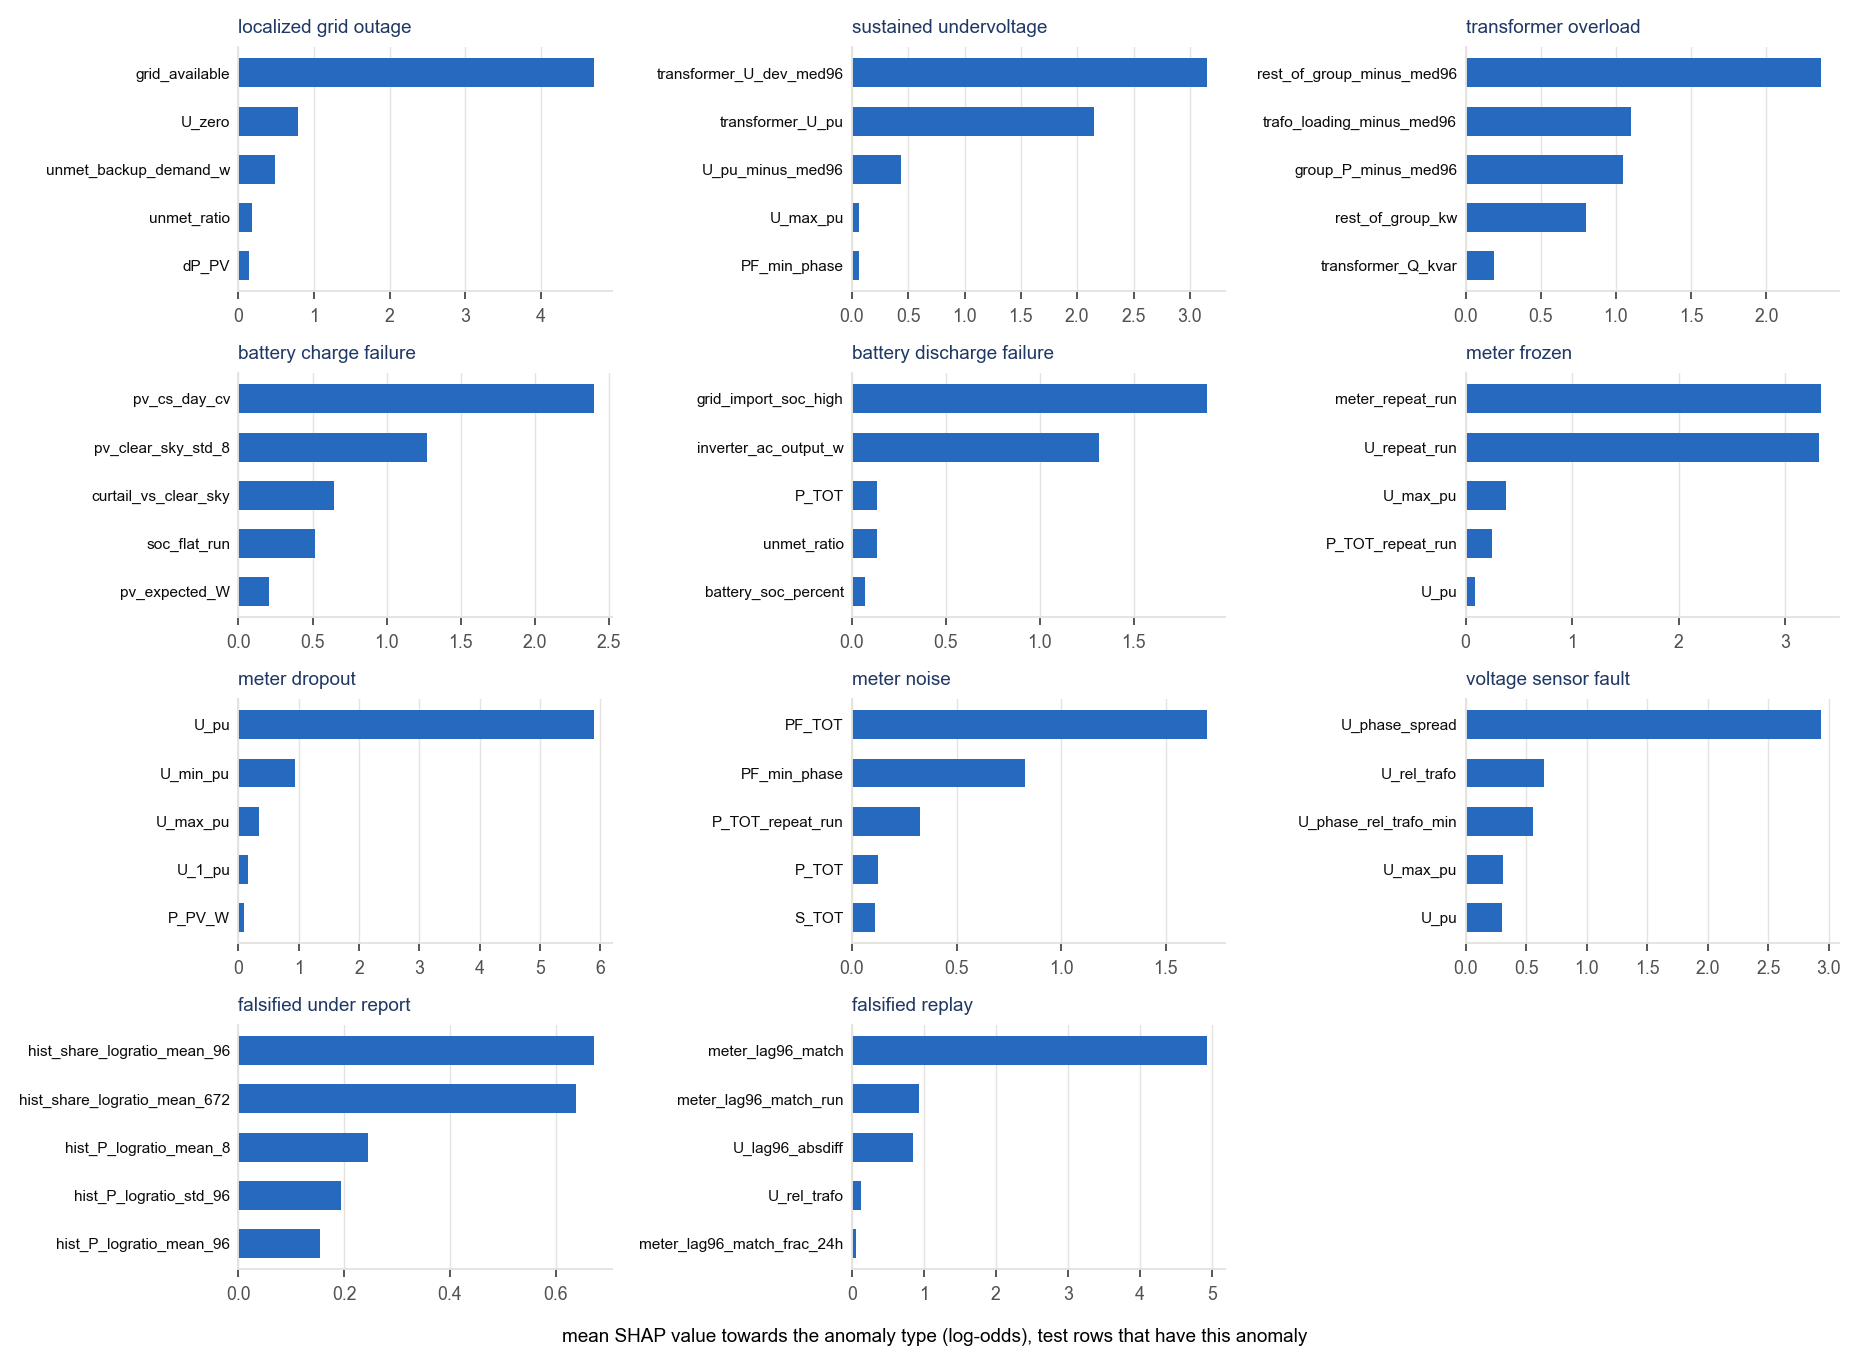 localized grid outage
grid_available
U_zero
unmet_backup_demand_w
unmet_ratio
dP_PV
0 1 2 3 4
sustained undervoltage
transformer_U_dev_med96
transformer_U_pu
U_pu_minus_med96
U_max_pu
PF_min_phase
0.0 0.5 1.0 1.5 2.0 2.5 3.0
transformer overload
rest_of_group_minus_med96
trafo_loading_minus_med96
group_P_minus_med96
rest_of_group_kw
transformer_Q_kvar
0.0 0.5 1.0 1.5 2.0
battery charge failure
pv_cs_day_cv
pv_clear_sky_std_8
curtail_vs_clear_sky
soc_flat_run
pv_expected_W
0.0 0.5 1.0 1.5 2.0 2.5
battery discharge failure
grid_import_soc_high
inverter_ac_output_w
P_TOT
unmet_ratio
battery_soc_percent
0.0 0.5 1.0 1.5
meter frozen
meter_repeat_run
U_repeat_run
U_max_pu
P_TOT_repeat_run
U_pu
0 1 2 3
meter dropout
U_pu
U_min_pu
U_max_pu
U_1_pu
P_PV_W
0 1 2 3 4 5 6
meter noise
PF_TOT
PF_min_phase
P_TOT_repeat_run
P_TOT
S_TOT
0.0 0.5 1.0 1.5
voltage sensor fault
U_phase_spread
U_rel_trafo
U_phase_rel_trafo_min
U_max_pu
U_pu
0.0 0.5 1.0 1.5 2.0 2.5 3.0
falsified under report
hist_share_logratio_mean_96
hist_share_logratio_mean_672
hist_P_logratio_mean_8
hist_P_logratio_std_96
hist_P_logratio_mean_96
0.0 0.2 0.4 0.6
falsified replay
meter_lag96_match
meter_lag96_match_run
U_lag96_absdiff
U_rel_trafo
meter_lag96_match_frac_24h
0 1 2 3 4 5
mean SHAP value towards the anomaly type (log-odds), test rows that have this anomaly